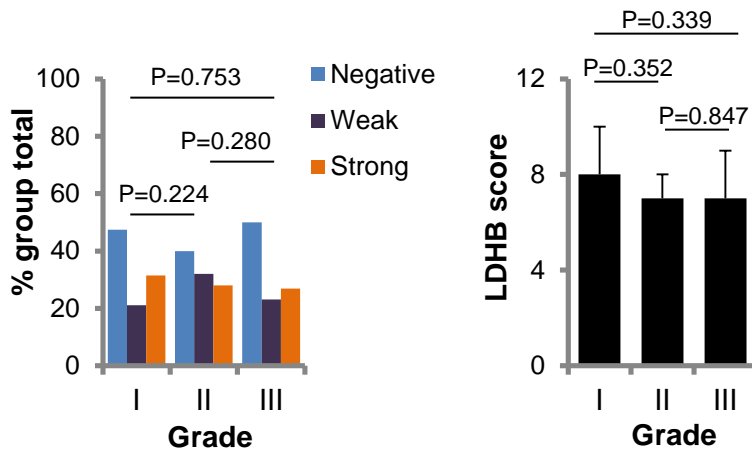 % group total
100
80
60
40
20
0
P=0.753
P=0.280
P=0.224
Negative
Weak
Strong
I II III
Grade
P=0.339
P=0.352
P=0.847
LDHB score
12
8
4
0
I II III
Grade